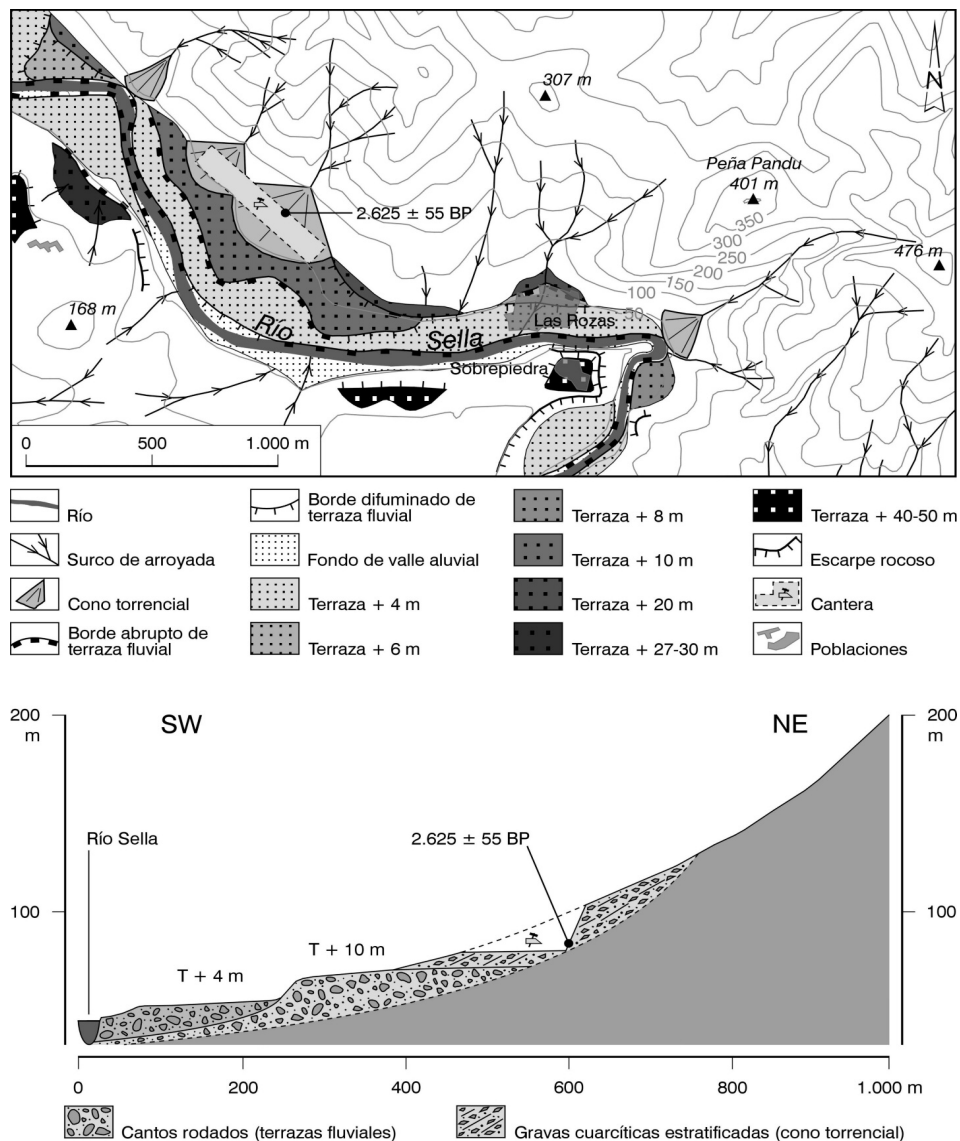 N
307 m
Peña Pandu
401 m
2.625 ± 55 BP
350
300
250
200
150
100
50
476 m
168 m
Río
Sella
Las Rozas
Sobrepiedra
0 500 1.000 m
Río
Surco de arroyada
Cono torrencial
Borde abrupto de
terraza fluvial
Borde difuminado de
terraza fluvial
Fondo de valle aluvial
Terraza + 4 m
Terraza + 6 m
Terraza + 8 m
Terraza + 10 m
Terraza + 20 m
Terraza + 27-30 m
Terraza + 40-50 m
Escarpe rocoso
Cantera
Poblaciones
200
m
SW
NE
200
m
Río Sella
2.625 ± 55 BP
100
100
T + 10 m
T + 4 m
0 200 400 600 800 1.000 m
Cantos rodados (terrazas fluviales)
Gravas cuarcíticas estratificadas (cono torrencial)